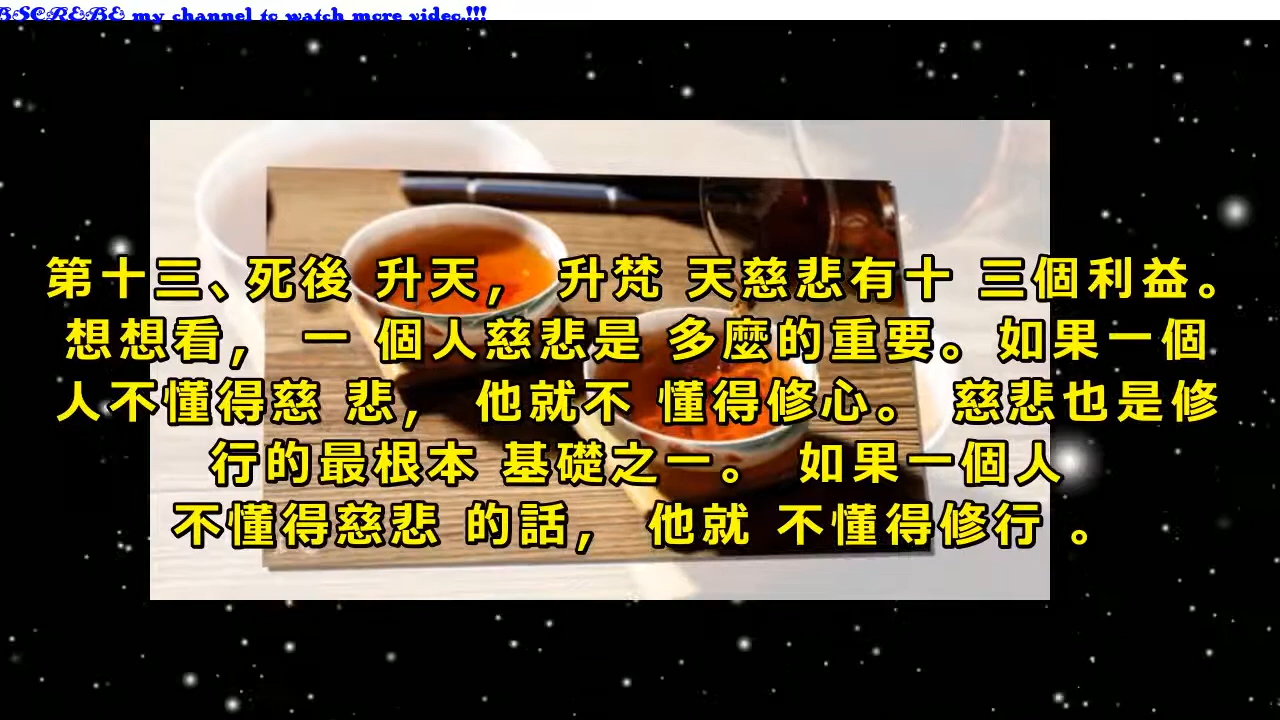 BSCREBE my channel to watch more video.!!!
第十三、死後 升天， 升梵 天慈悲有十 三個利益。
想想看， 一 個人慈悲是 多麼的重要。如果一個
人不懂得慈 悲， 他就不 懂得修心。 慈悲也是修
行的最根本 基礎之一。 如果一個人
不懂得慈悲 的話， 他就 不懂得修行 。